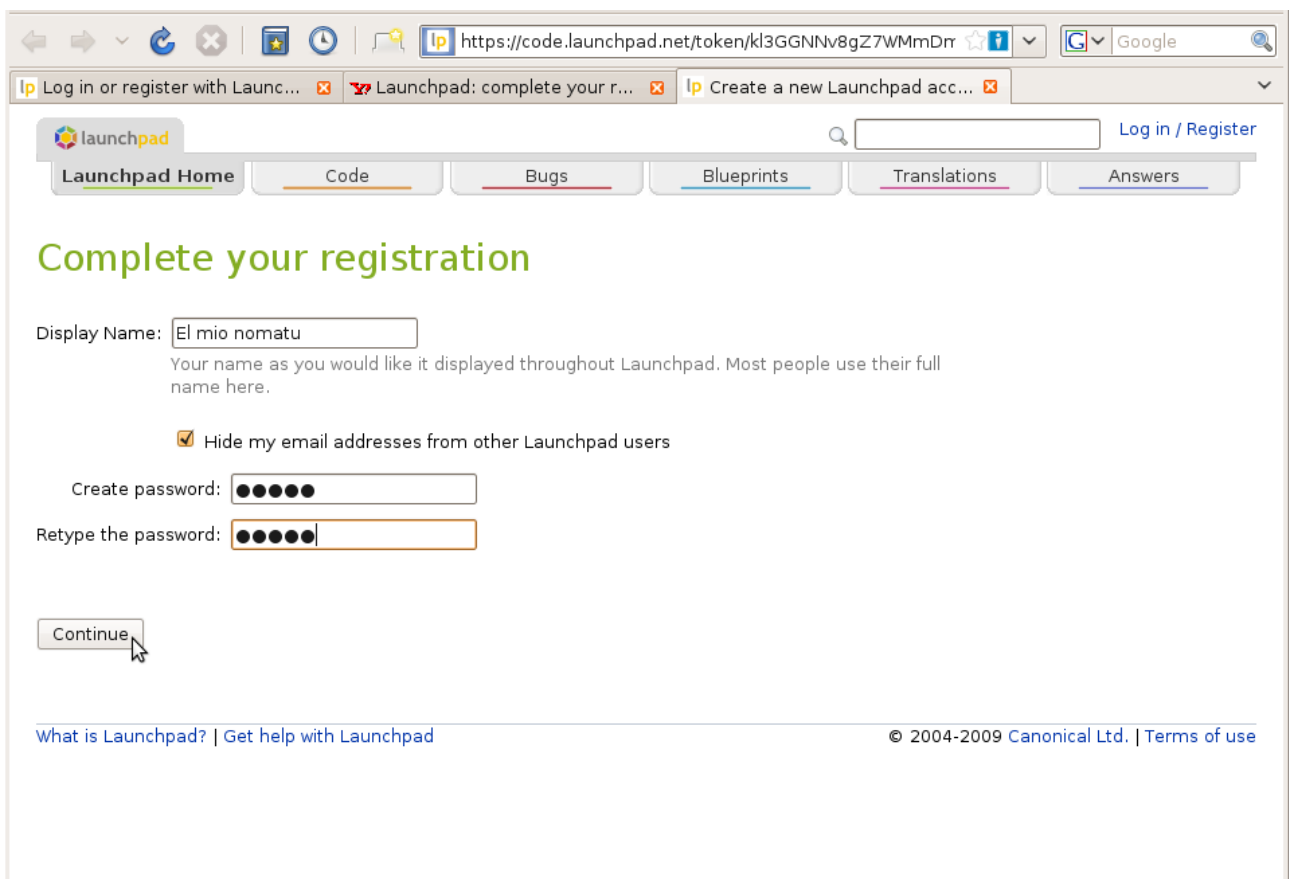 https://code.launchpad.net/token/kl3GGNNv8gZ7WMmDm
Google
Log in or register with Launc...
Launchpad: complete your r...
lp Create a new Launchpad acc...
launchpad
Log in / Register
Launchpad Home Code Bugs Blueprints Translations Answers
Complete your registration
Display Name: El mio nomatu
Your name as you would like it displayed throughout Launchpad. Most people use their full
name here.
Hide my email addresses from other Launchpad users
Create password: ●●●●●
Retype the password: ●●●●●
Continue
What is Launchpad? | Get help with Launchpad
© 2004-2009 Canonical Ltd. | Terms of use